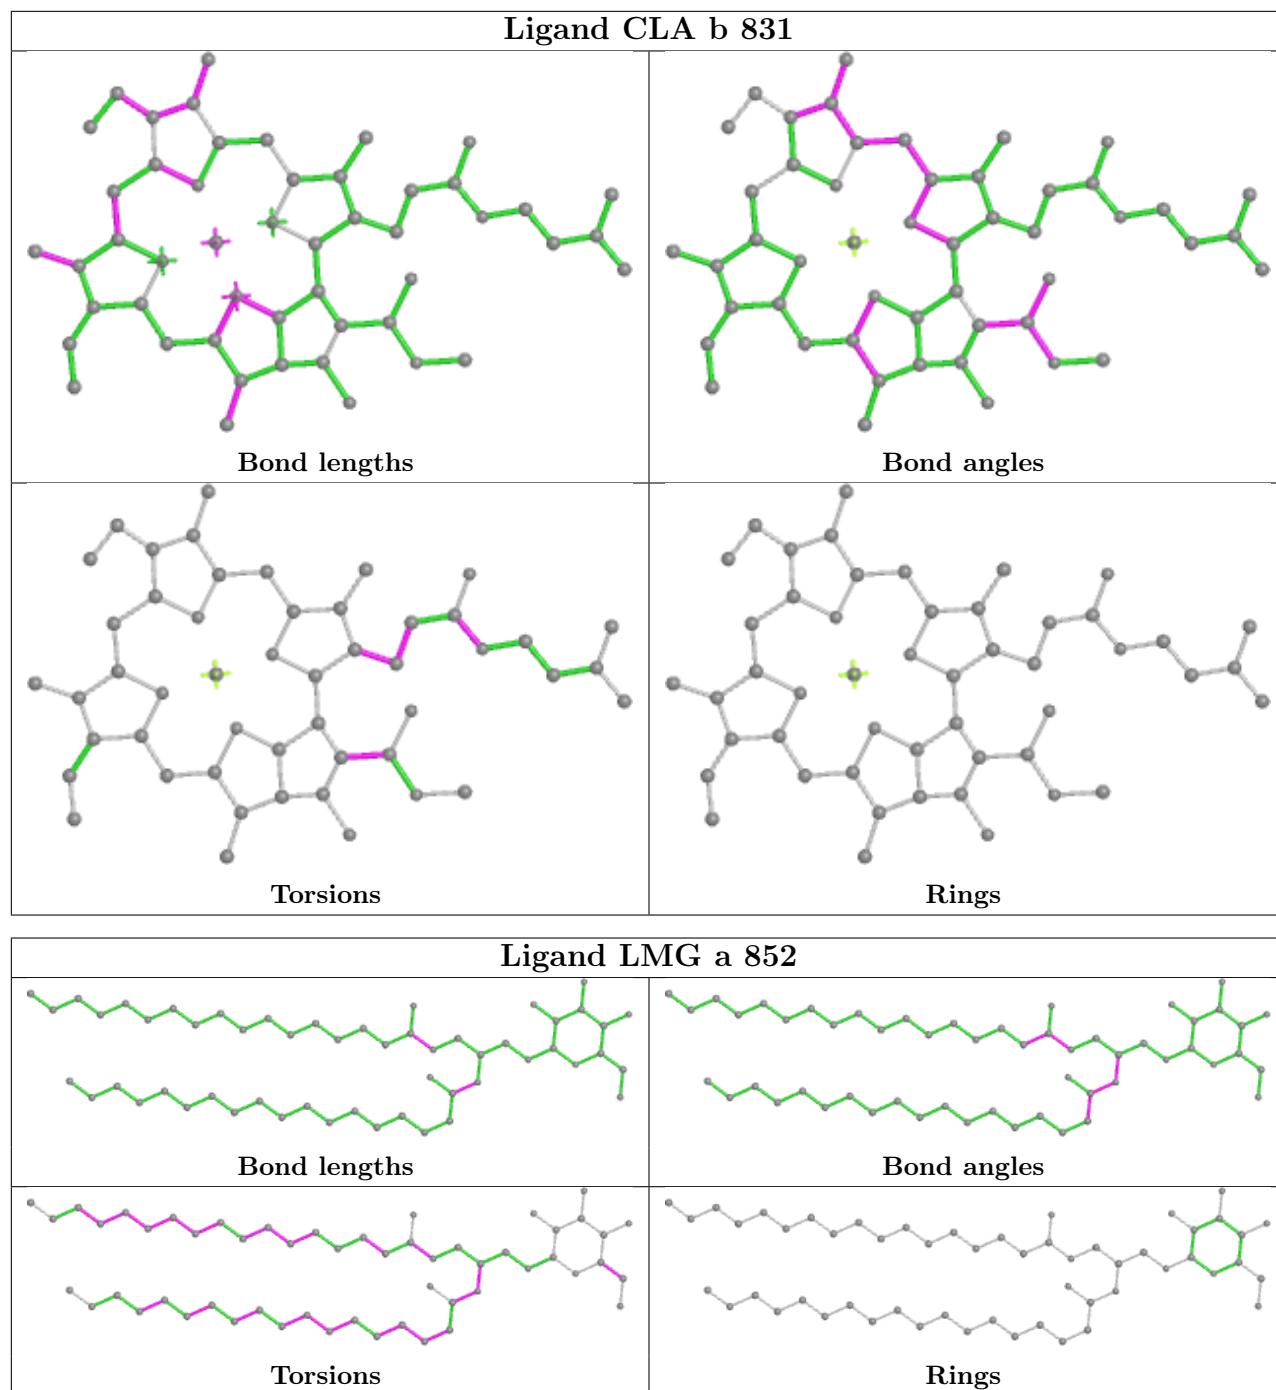 Ligand CLA b 831
Bond lengths
Bond angles
Torsions
Rings
Ligand LMG a 852
Bond lengths
Bond angles
Torsions
Rings